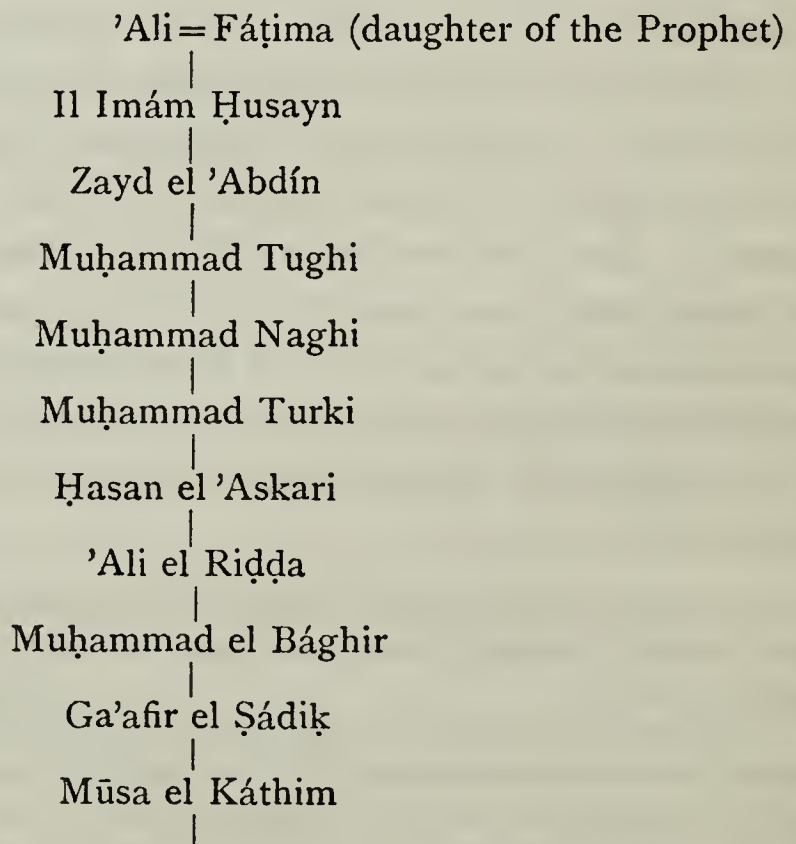 ’Ali = Fáṭima (daughter of the Prophet)
Il Imám Ḥusayn
Zayd el ’Abdín
Muḥammad Tughi
Muḥammad Naghi
Muḥammad Turki
Ḥasan el ’Askari
’Ali el Riḍḍa
Muḥammad el Bághir
Ga’afir el Ṣádiḳ
Mūsa el Káthim